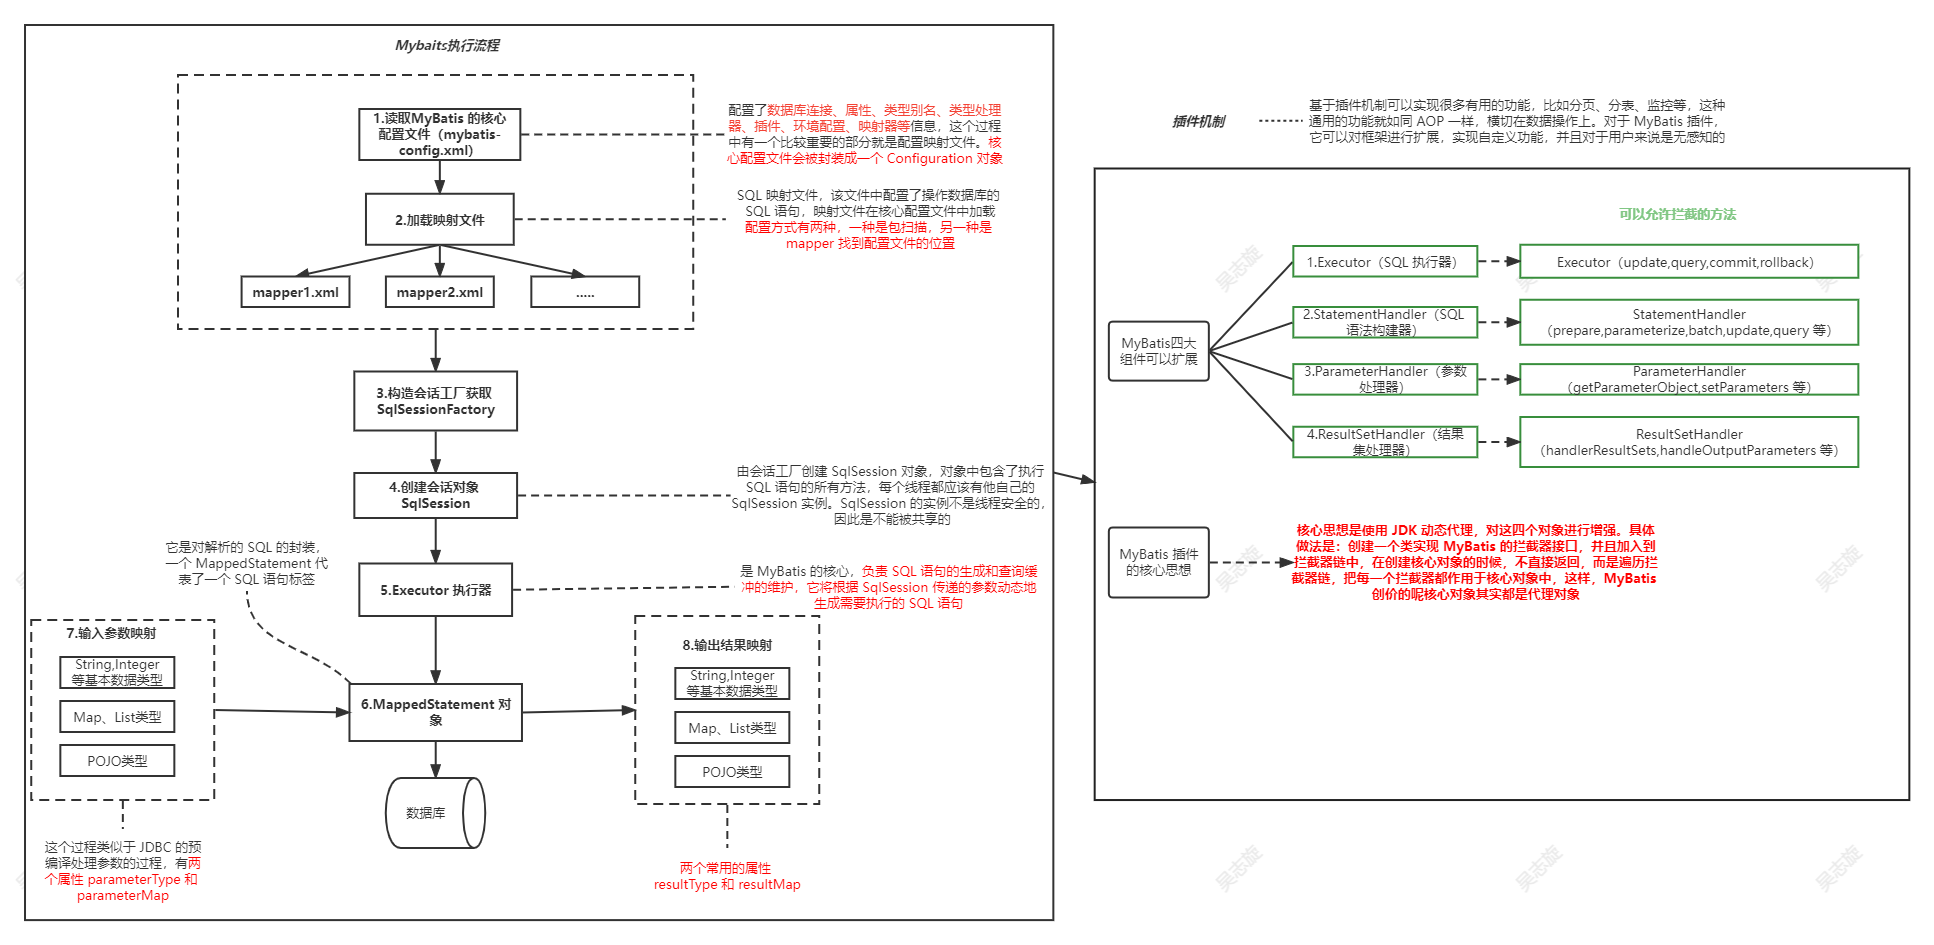 Mybaits执行流程
1.读取MyBatis 的核心
配置文件（mybatis-
config.xml）
配置了数据库连接、属性、类型别名、类型处理
器、插件、环境配置、映射器等信息，这个过程
中有一个比较重要的部分就是配置映射文件。核
心配置文件会被封装成一个 Configuration 对象
2.加载映射文件
SQL 映射文件，该文件中配置了操作数据库的
SQL 语句，映射文件在核心配置文件中加载
配置方式有两种，一种是包扫描，另一种是
mapper 找到配置文件的位置
mapper1.xml
mapper2.xml
.....
3.构造会话工厂获取
SqlSessionFactory
4.创建会话对象
SqlSession
由会话工厂创建 SqlSession 对象，对象中包含了执行
SQL 语句的所有方法，每个线程都应该有他自己的
SqlSession 实例。SqlSession 的实例不是线程安全的，
因此是不能被共享的
它是对解析的 SQL 的封装，
一个 MappedStatement 代
表了一个 SQL 语句标签
5.Executor 执行器
是 MyBatis 的核心，负责 SQL 语句的生成和查询缓
冲的维护，它将根据 SqlSession 传递的参数动态地
生成需要执行的 SQL 语句
7.输入参数映射
String,Integer
等基本数据类型
Map、List类型
POJO类型
6.MappedStatement 对
象
8.输出结果映射
String,Integer
等基本数据类型
Map、List类型
POJO类型
数据库
这个过程类似于 JDBC 的预
编译处理参数的过程，有两
个属性 parameterType 和
parameterMap
两个常用的属性
resultType 和 resultMap
插件机制
基于插件机制可以实现很多有用的功能，比如分页、分表、监控等，这种
通用的功能就如同 AOP 一样，横切在数据操作上。对于 MyBatis 插件，
它可以对框架进行扩展，实现自定义功能，并且对于用户来说是无感知的
可以允许拦截的方法
MyBatis四大
组件可以扩展
1.Executor（SQL 执行器）
Executor（update,query,commit,rollback）
2.StatementHandler（SQL
语法构建器）
StatementHandler
（prepare,parameterize,batch,update,query 等）
3.ParameterHandler（参数
处理器）
ParameterHandler
（getParameterObject,setParameters 等）
4.ResultSetHandler（结果
集处理器）
ResultSetHandler
（handlerResultSets,handleOutputParameters 等）
MyBatis 插件
的核心思想
核心思想是使用 JDK 动态代理，对这四个对象进行增强。具体
做法是：创建一个类实现 MyBatis 的拦截器接口，并且加入到
拦截器链中，在创建核心对象的时候，不直接返回，而是遍历拦
截器链，把每一个拦截器都作用于核心对象中，这样，MyBatis
创价的呢核心对象其实都是代理对象
吴志旋
吴志旋
吴志旋
吴志旋
吴志旋
吴志旋